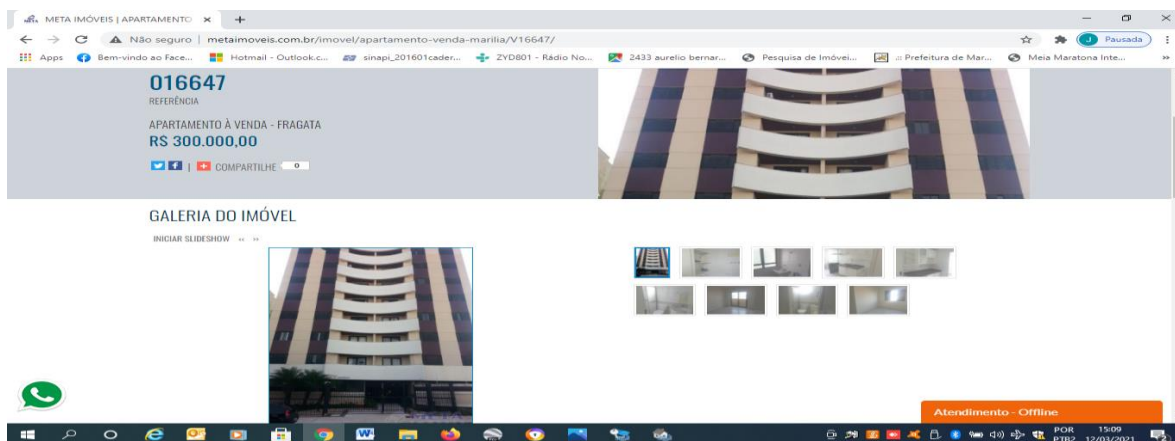 META IMÓVEIS | APARTAMENTO
Não seguro | metaimoveis.com.br/imovel/apartamento-venda-marilia/V16647/
J Pausada
Apps Bem-vindo ao Face... Hotmail - Outlook.c... sinapi_201601cader... ZYD801 - Rádio No... 2433 aurelio bernar... Pesquisa de Imóvei... .:: Prefeitura de Mar... Meia Maratona Inte... »
016647
REFERÊNCIA
APARTAMENTO À VENDA - FRAGATA
R$ 300.000,00
| COMPARTILHE 0
GALERIA DO IMÓVEL
INICIAR SLIDESHOW ‹‹ ››
Atendimento - Offline
POR 15:09
PTB2 12/03/2021